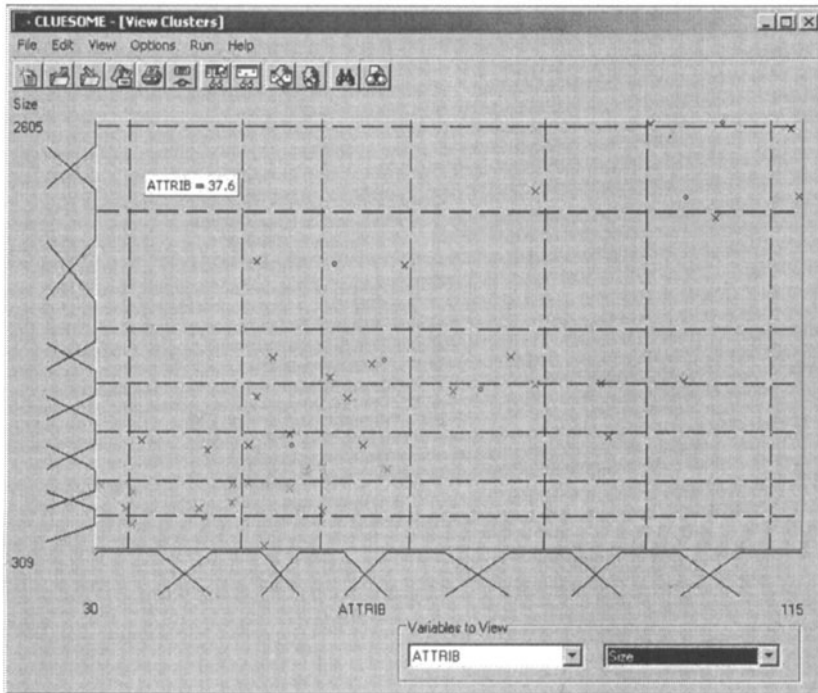 CLUESOME - [View Clusters]
File Edit View Options Run Help
Size
2605
ATTRIB = 37.6
309
30 ATTRIB 115
Variables to View
ATTRIB Size